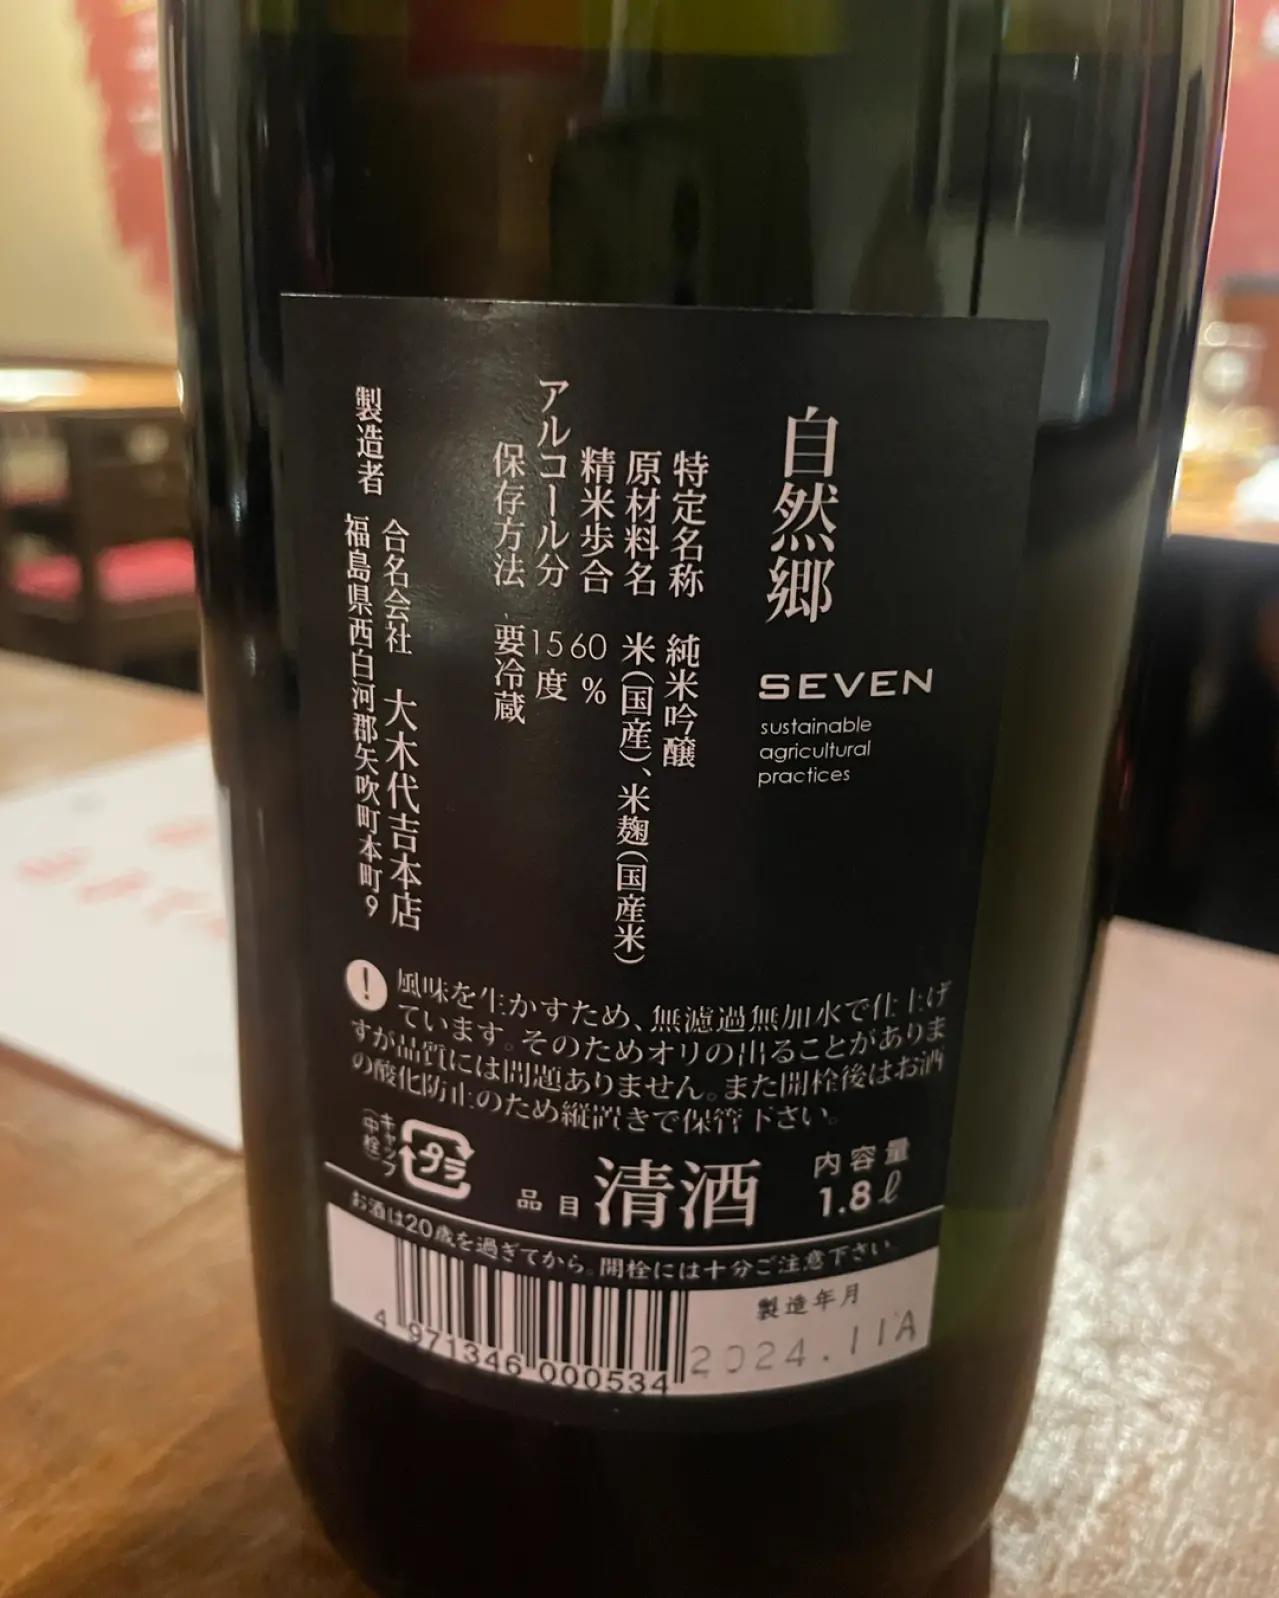 自然郷
SEVEN
sustainable
agricultural
practices
特定名称 純米吟醸
原材料名 米(国産)、米麹(国産米)
精米歩合 60%
アルコール分 15度
保存方法 要冷蔵
製造者 合名会社 大木代吉本店
福島県西白河郡矢吹町本町9
! 風味を生かすため、無濾過無加水で仕上げ
ています。そのためオリの出ることがありま
すが品質には問題ありません。また開栓後はお酒
の酸化防止のため縦置きで保管下さい。
キャップ
(中栓)
プラ
品目 清酒
内容量
1.8ℓ
お酒は20歳を過ぎてから。開栓には十分ご注意下さい。
製造年月
2024.11A
4 971346 000534